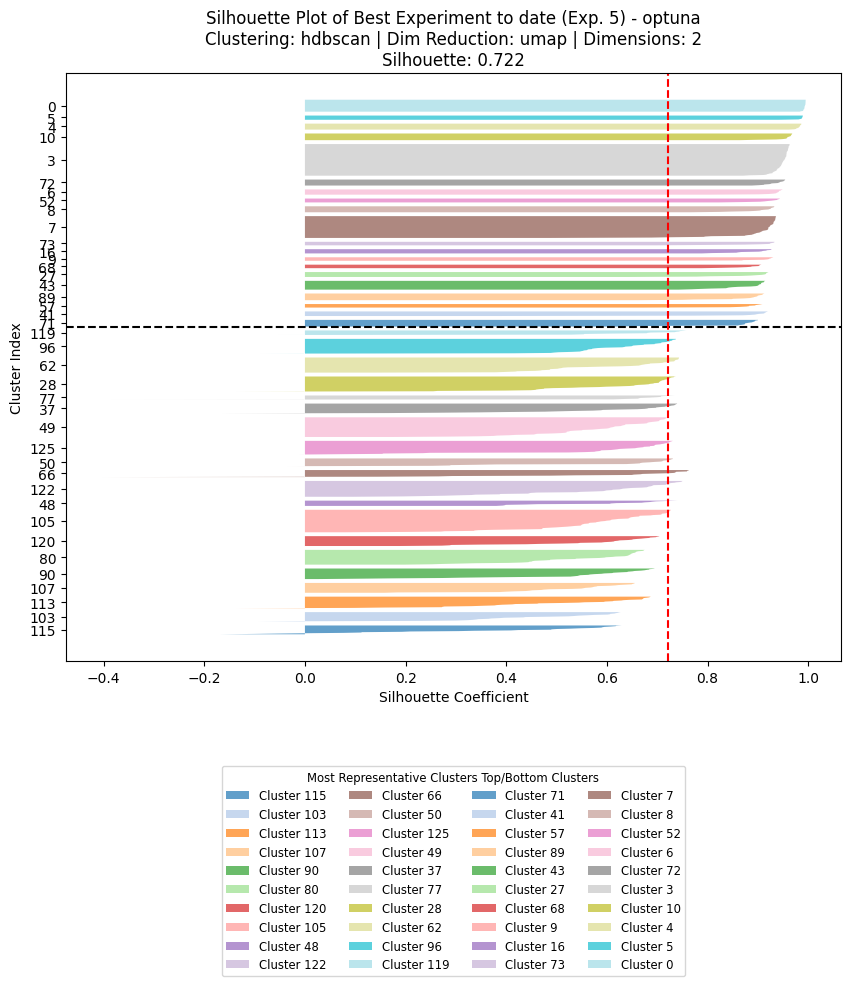 Silhouette Plot of Best Experiment to date (Exp. 5) - optuna
Clustering: hdbscan | Dim Reduction: umap | Dimensions: 2
Silhouette: 0.722
Cluster Index
0
5
4
10
3
72
6
52
8
7
73
16
9
68
27
43
89
57
41
71
119
96
62
28
77
37
49
125
50
66
122
48
105
120
80
90
107
113
103
115
−0.4 −0.2 0.0 0.2 0.4 0.6 0.8 1.0
Silhouette Coefficient
Most Representative Clusters Top/Bottom Clusters
Cluster 115 Cluster 66 Cluster 71 Cluster 7
Cluster 103 Cluster 50 Cluster 41 Cluster 8
Cluster 113 Cluster 125 Cluster 57 Cluster 52
Cluster 107 Cluster 49 Cluster 89 Cluster 6
Cluster 90 Cluster 37 Cluster 43 Cluster 72
Cluster 80 Cluster 77 Cluster 27 Cluster 3
Cluster 120 Cluster 28 Cluster 68 Cluster 10
Cluster 105 Cluster 62 Cluster 9 Cluster 4
Cluster 48 Cluster 96 Cluster 16 Cluster 5
Cluster 122 Cluster 119 Cluster 73 Cluster 0